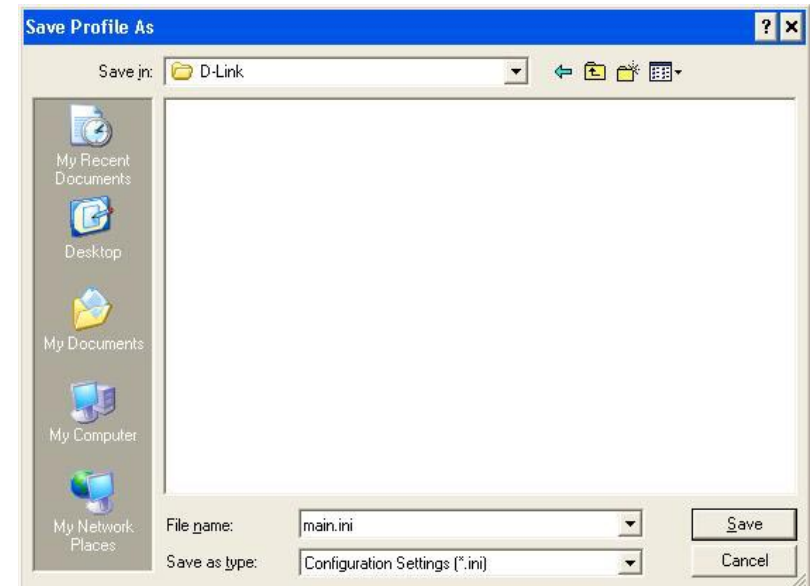 Save Profile As
Save in: D-Link
My Recent
Documents
Desktop
My Documents
My Computer
My Network
Places
File name: main.ini Save
Save as type: Configuration Settings (*.ini) Cancel